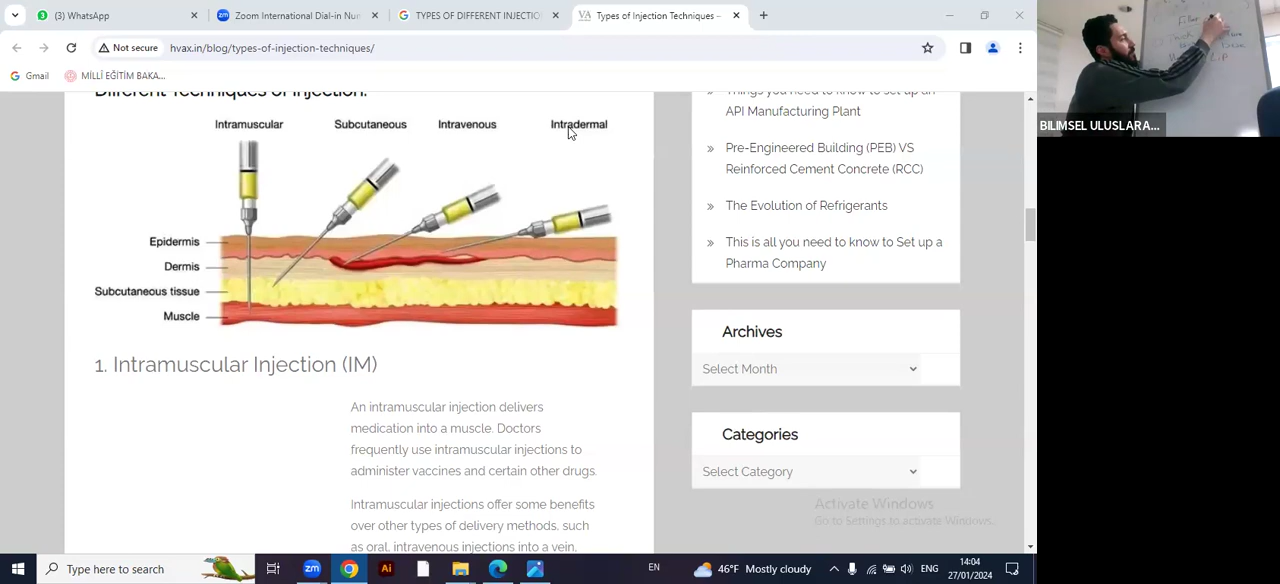 (3) WhatsApp
Zoom International Dial-in Nun
TYPES OF DIFFERENT INJECTIO
Types of Injection Techniques –
Not secure
hvax.in/blog/types-of-injection-techniques/
Gmail
MİLLÎ EĞİTİM BAKA...
Different Techniques of Injection:
Intramuscular
Subcutaneous
Intravenous
Intradermal
Epidermis
Dermis
Subcutaneous tissue
Muscle
1. Intramuscular Injection (IM)
An intramuscular injection delivers
medication into a muscle. Doctors
frequently use intramuscular injections to
administer vaccines and certain other drugs.
Intramuscular injections offer some benefits
over other types of delivery methods, such
as oral, intravenous injections into a vein,
Things you need to know to set up an
API Manufacturing Plant
Pre-Engineered Building (PEB) VS
Reinforced Cement Concrete (RCC)
The Evolution of Refrigerants
This is all you need to know to Set up a
Pharma Company
Archives
Select Month
Categories
Select Category
Activate Windows
Go to Settings to activate Windows.
Filler
LIP
BILIMSEL ULUSLARA...
Type here to search
Ai
zm
EN
46°F Mostly cloudy
ENG
14:04
27/01/2024